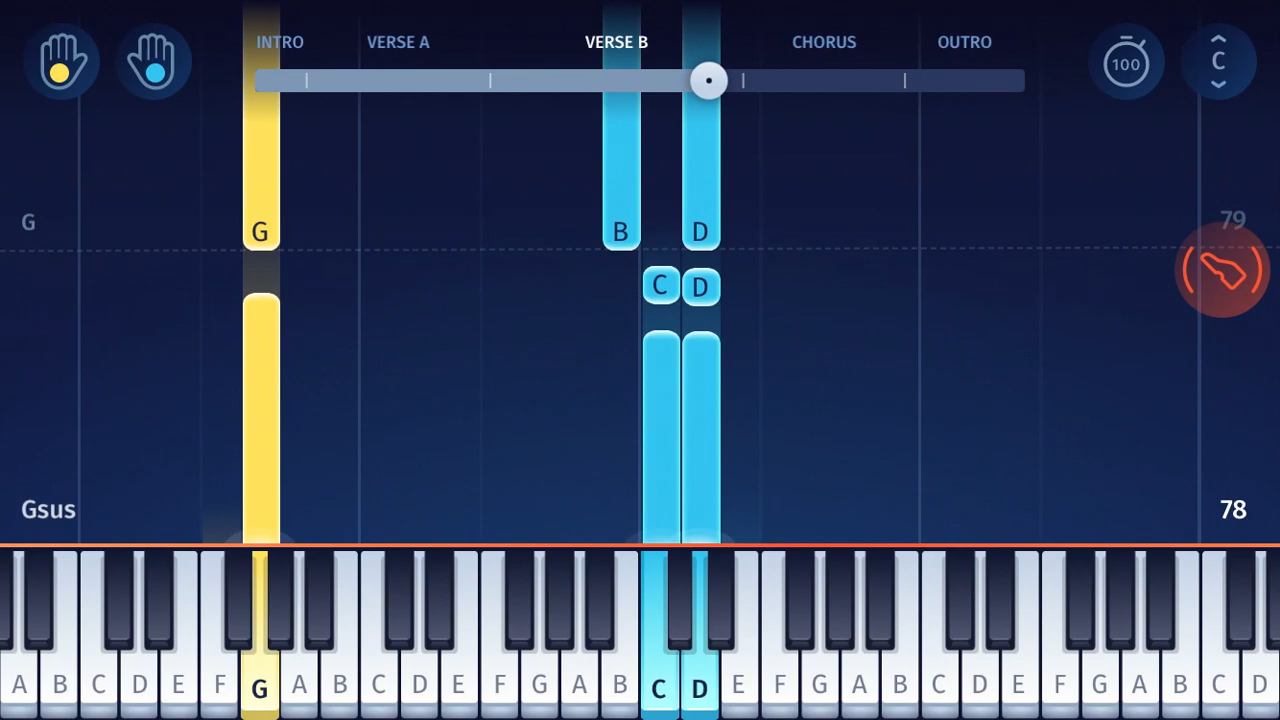 INTRO VERSE A VERSE B CHORUS OUTRO
100 C
G G B D 79
C D
Gsus 78
A B C D E F G A B C D E F G A B C D E F G A B C D E F G A B C D